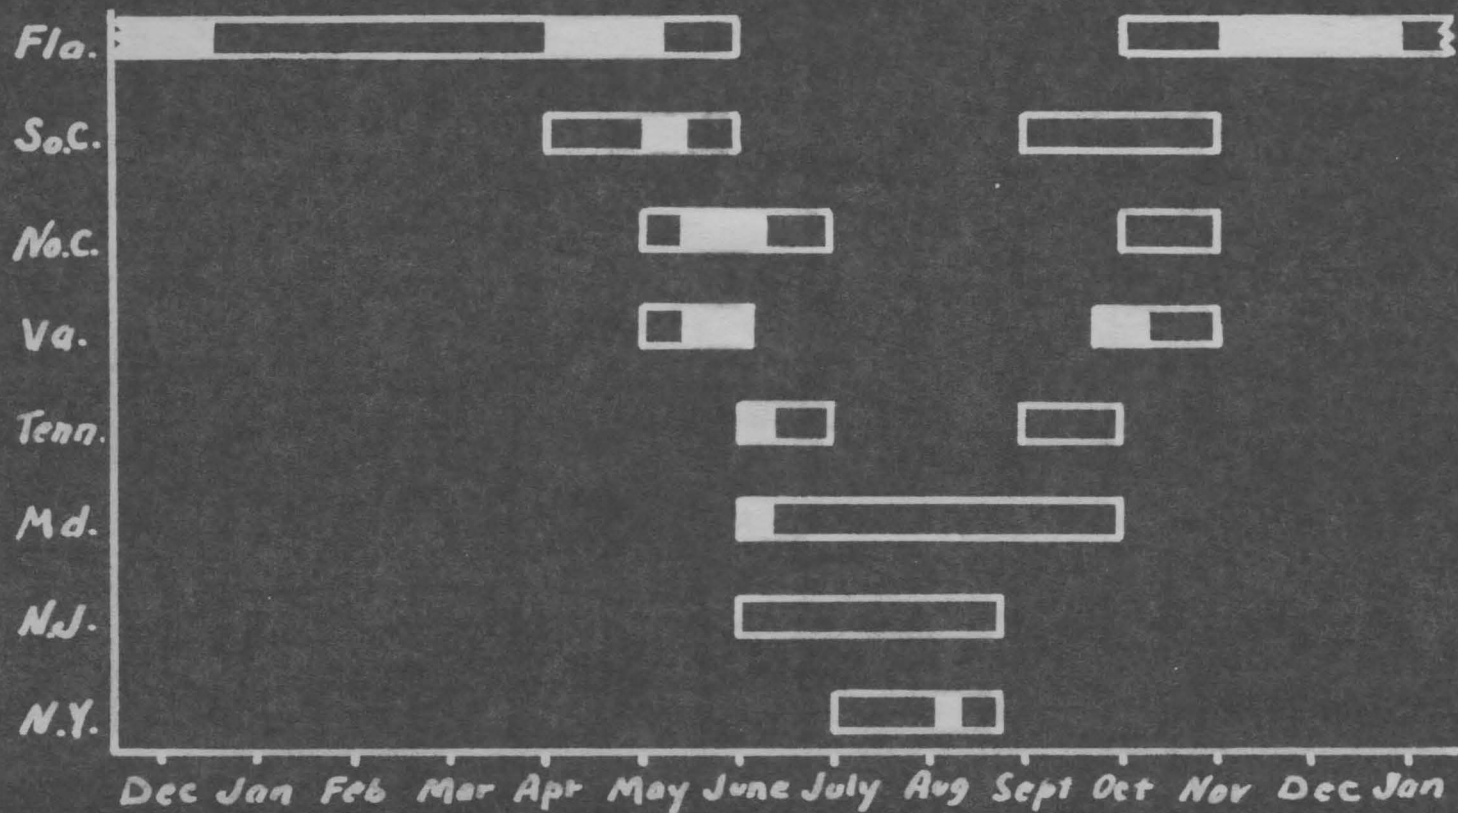 Fla.
So.C.
No.C.
Va.
Tenn.
Md.
N.J.
N.Y.
Dec Jan Feb Mar Apr May June July Aug Sept Oct Nov Dec Jan